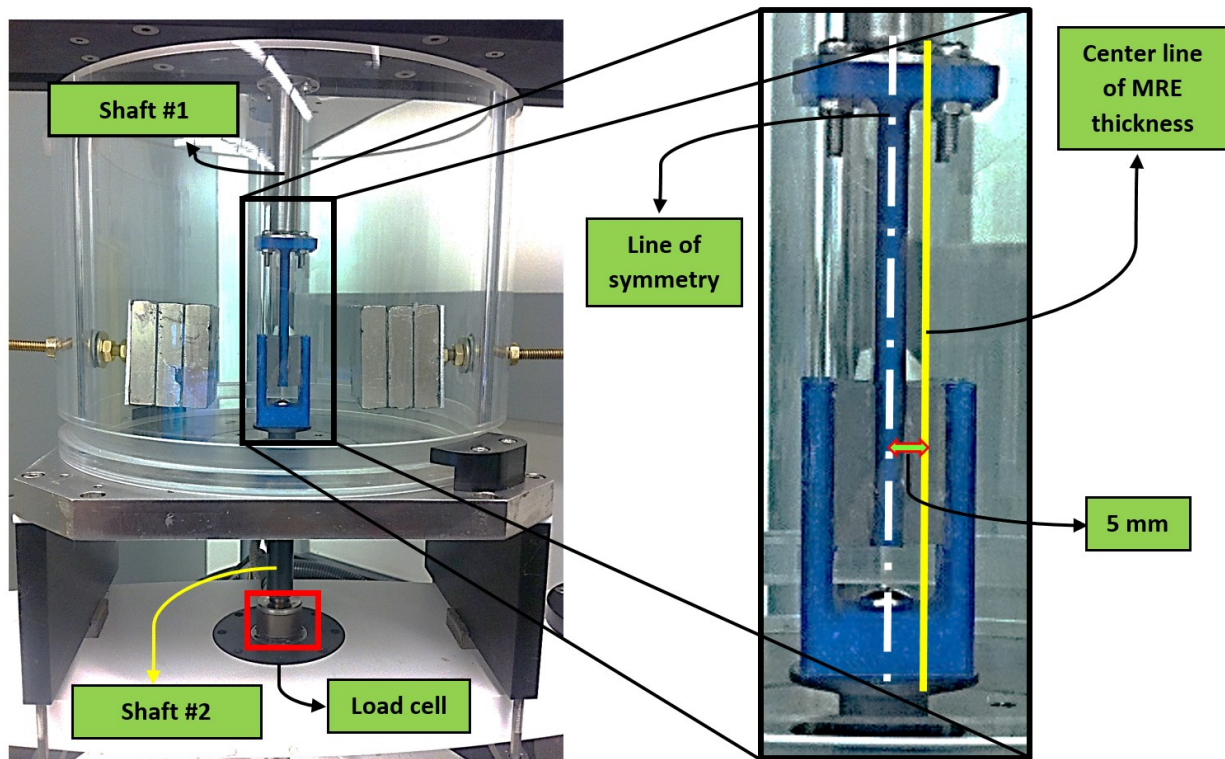 Shaft #1
Shaft #2
Load cell
Line of
symmetry
Center line
of MRE
thickness
5 mm